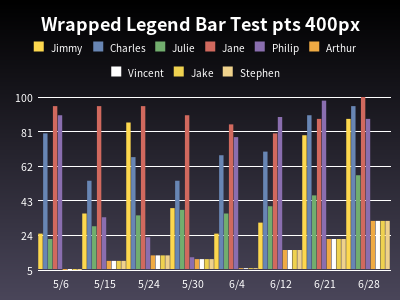 Wrapped Legend Bar Test pts 400px
Jimmy Charles Julie Jane Philip Arthur
Vincent Jake Stephen
100
81
62
43
24
5
5/6 5/15 5/24 5/30 6/4 6/12 6/21 6/28